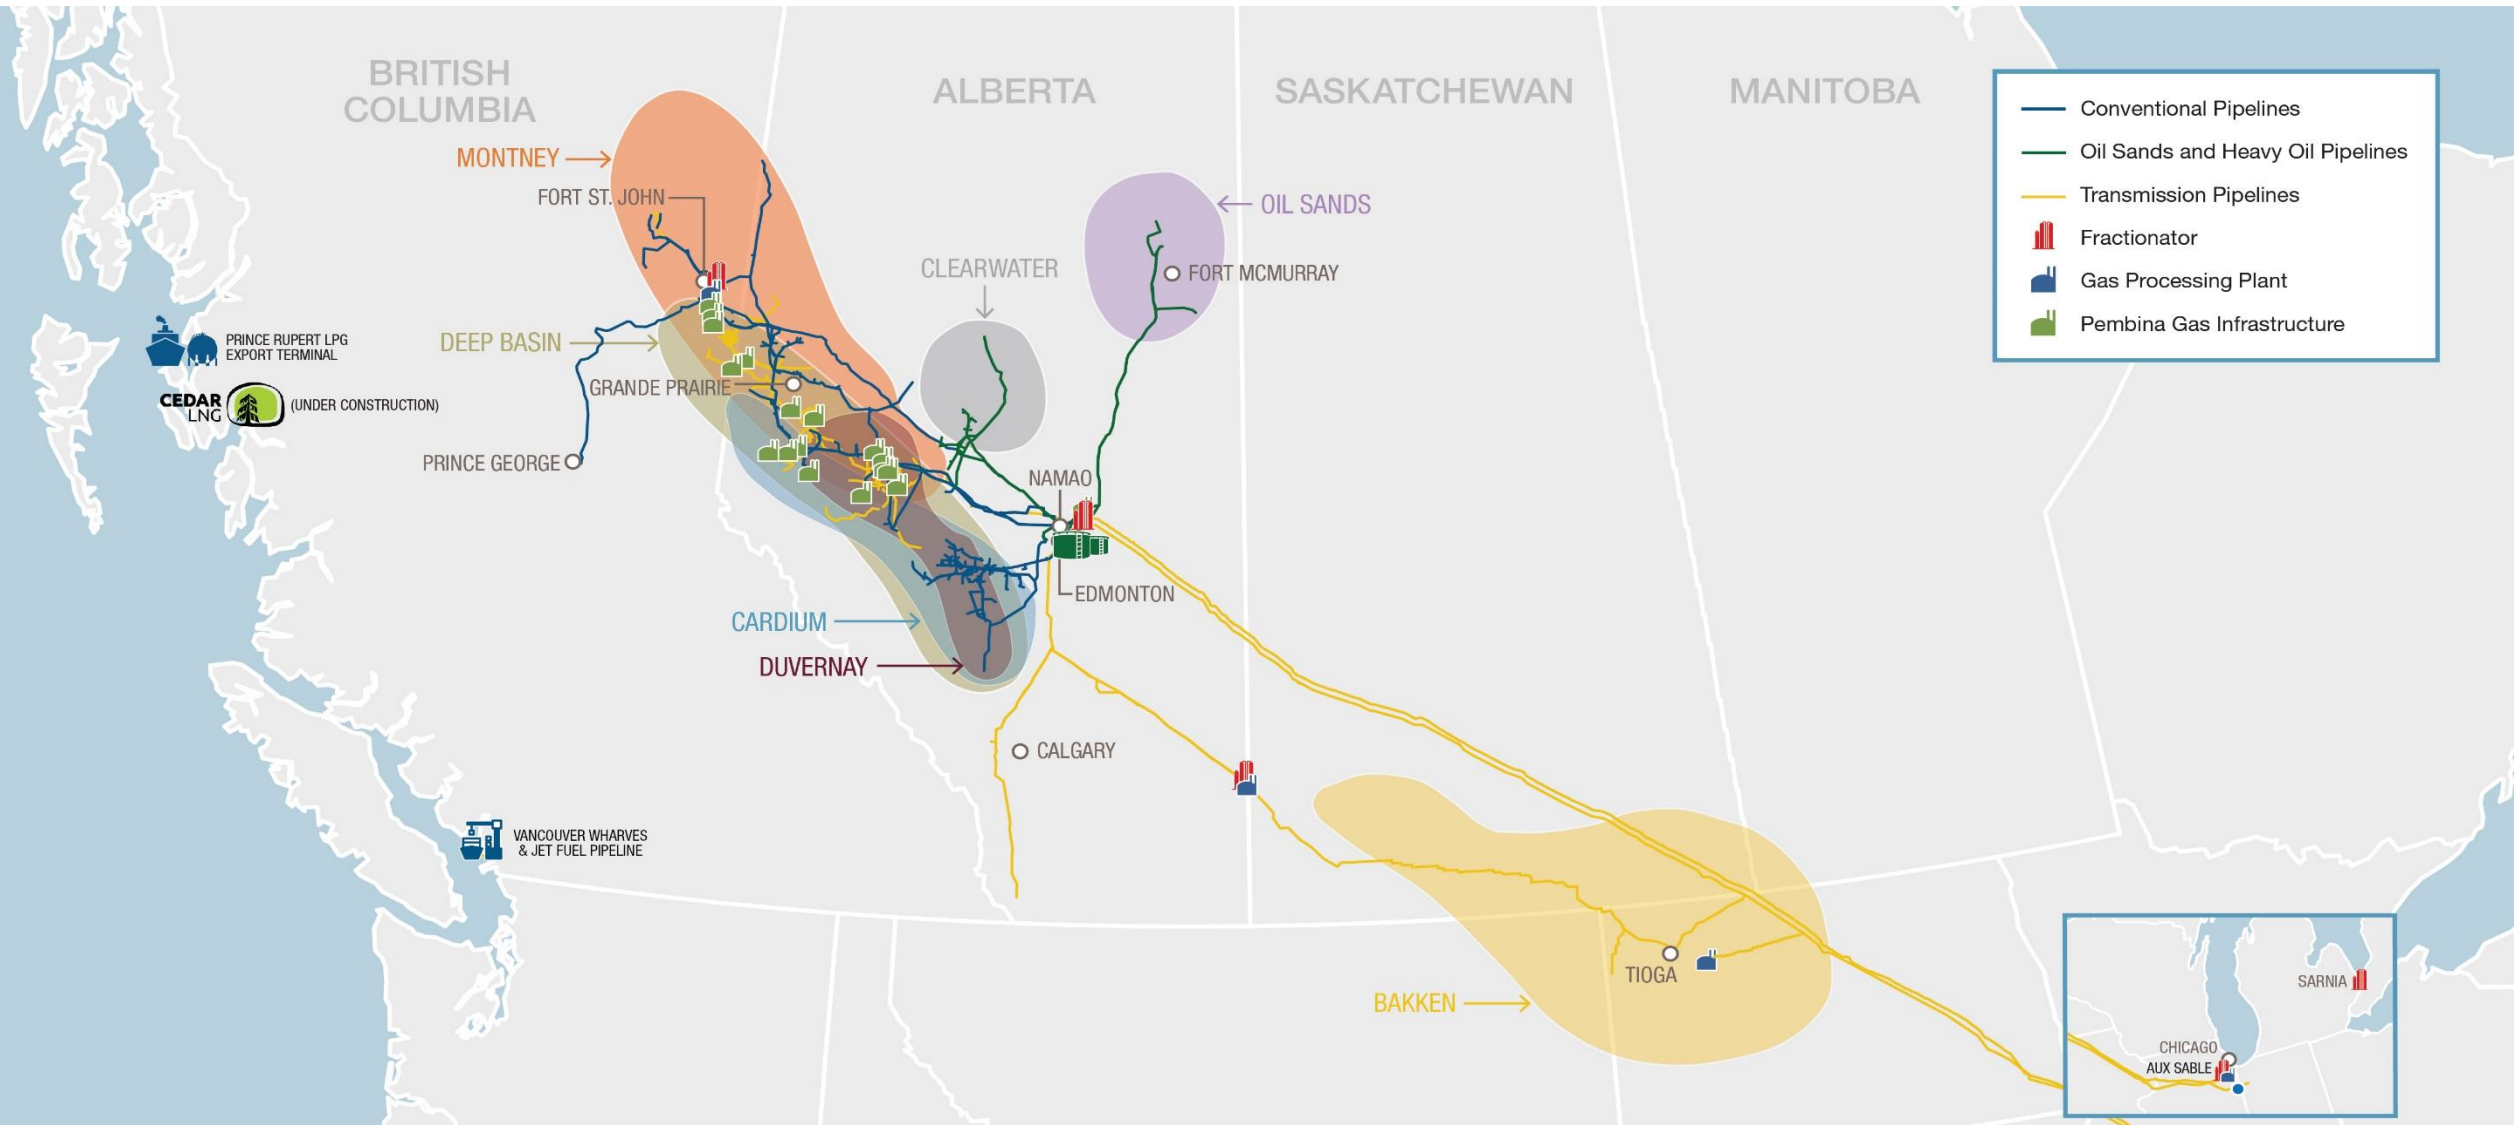 BRITISH
COLUMBIA
ALBERTA
SASKATCHEWAN
MANITOBA
Conventional Pipelines
Oil Sands and Heavy Oil Pipelines
Transmission Pipelines
Fractionator
Gas Processing Plant
Pembina Gas Infrastructure
MONTNEY
FORT ST. JOHN
OIL SANDS
CLEARWATER
FORT MCMURRAY
PRINCE RUPERT LPG
EXPORT TERMINAL
DEEP BASIN
GRANDE PRAIRIE
CEDAR
LNG
(UNDER CONSTRUCTION)
PRINCE GEORGE
NAMAO
EDMONTON
CARDIUM
DUVERNAY
CALGARY
VANCOUVER WHARVES
& JET FUEL PIPELINE
TIOGA
BAKKEN
SARNIA
CHICAGO
AUX SABLE